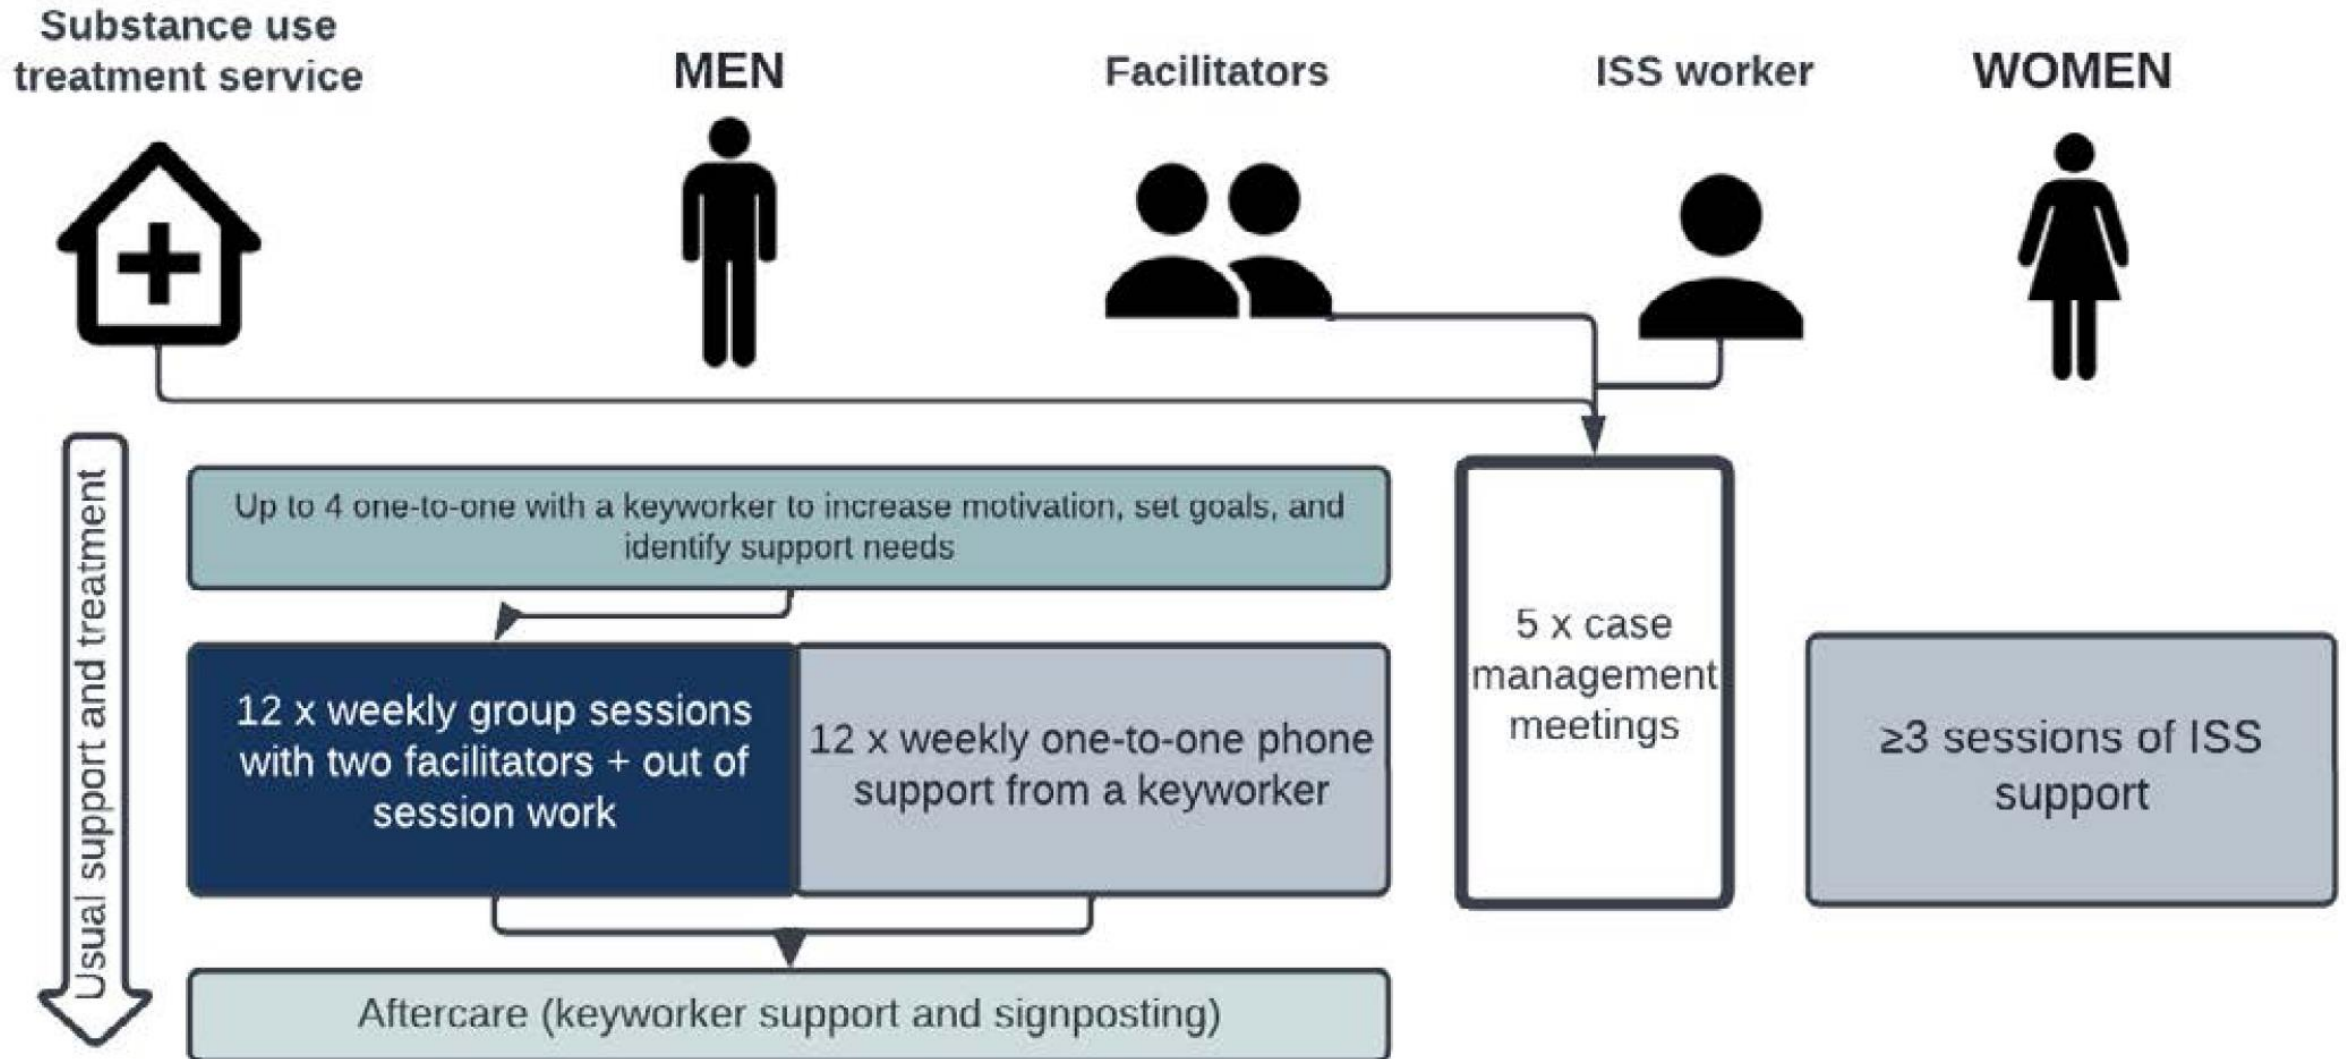 Substance use
treatment service
MEN
Facilitators
ISS worker
WOMEN
Usual support and treatment
Up to 4 one-to-one with a keyworker to increase motivation, set goals, and
identify support needs
12 x weekly group sessions
with two facilitators + out of
session work
12 x weekly one-to-one phone
support from a keyworker
5 x case
management
meetings
≥3 sessions of ISS
support
Aftercare (keyworker support and signposting)